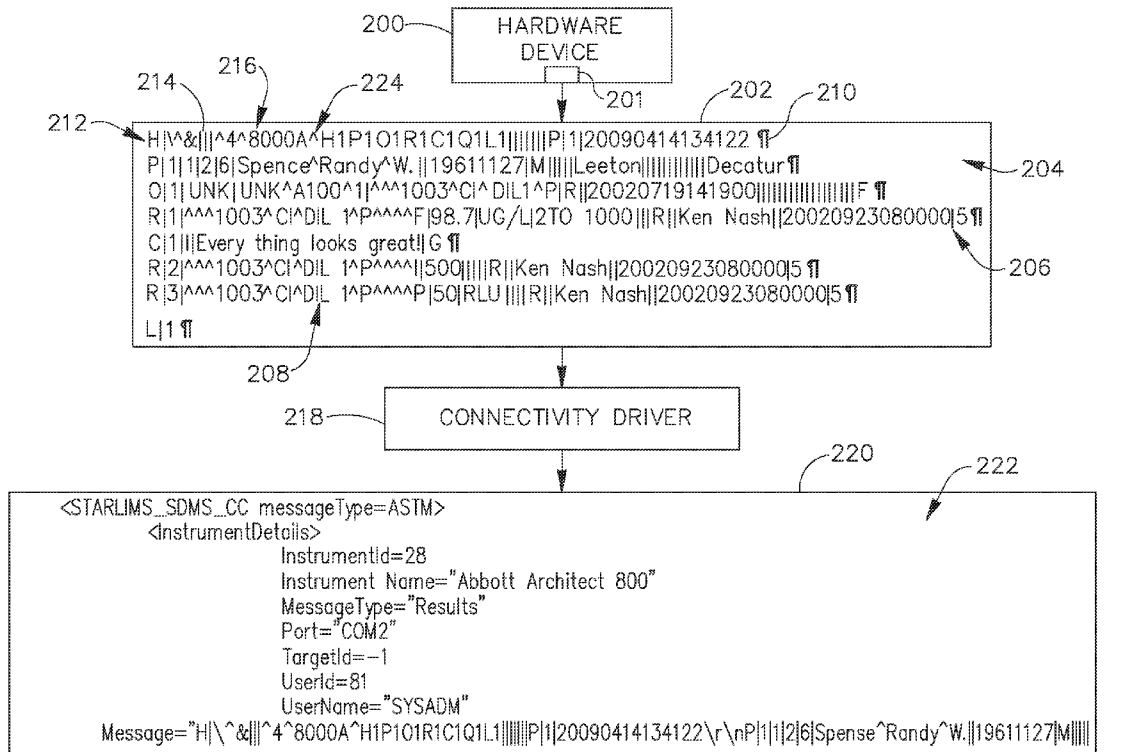 200
HARDWARE
DEVICE
201
214
216
224
202
210
212
H|\^&|||^4^8000A^H1P1O1R1C1Q1L1||||||||P|1|20090414134122 ¶
P|1|1|2|6|Spence^Randy^W.||19611127|M|||||Leeton||||||||||||Decatur¶
204
O|1|UNK|UNK^A100^1|^^^1003^Cl^DIL1^P|R||20020719141900||||||||||||||||||||F ¶
R|1|^^^1003^Cl^DIL 1^P^^^^F|98.7|UG/L|2TO 1000|||R||Ken Nash||20020923080000|5¶
C|1|I|Every thing looks great!|G ¶
206
R|2|^^^1003^Cl^DIL 1^P^^^^I|500|||||R||Ken Nash||20020923080000|5 ¶
R|3|^^^1003^Cl^DIL 1^P^^^^P|50|RLU|||||R||Ken Nash||20020923080000|5¶
L|1 ¶
208
218
CONNECTIVITY DRIVER
220
222
<STARLIMS_SDMS_CC messageType=ASTM>
<instrumentDetails>
InstrumentId=28
Instrument Name="Abbott Architect 800"
MessageType="Results"
Port="COM2"
TargetId=-1
UserId=81
UserName="SYSADM"
Message="H|\^&|||^4^8000A^H1P1O1R1C1Q1L1||||||||P|1|20090414134122\r\nP|1|1|2|6|Spense^Randy^W.||19611127|M|||||